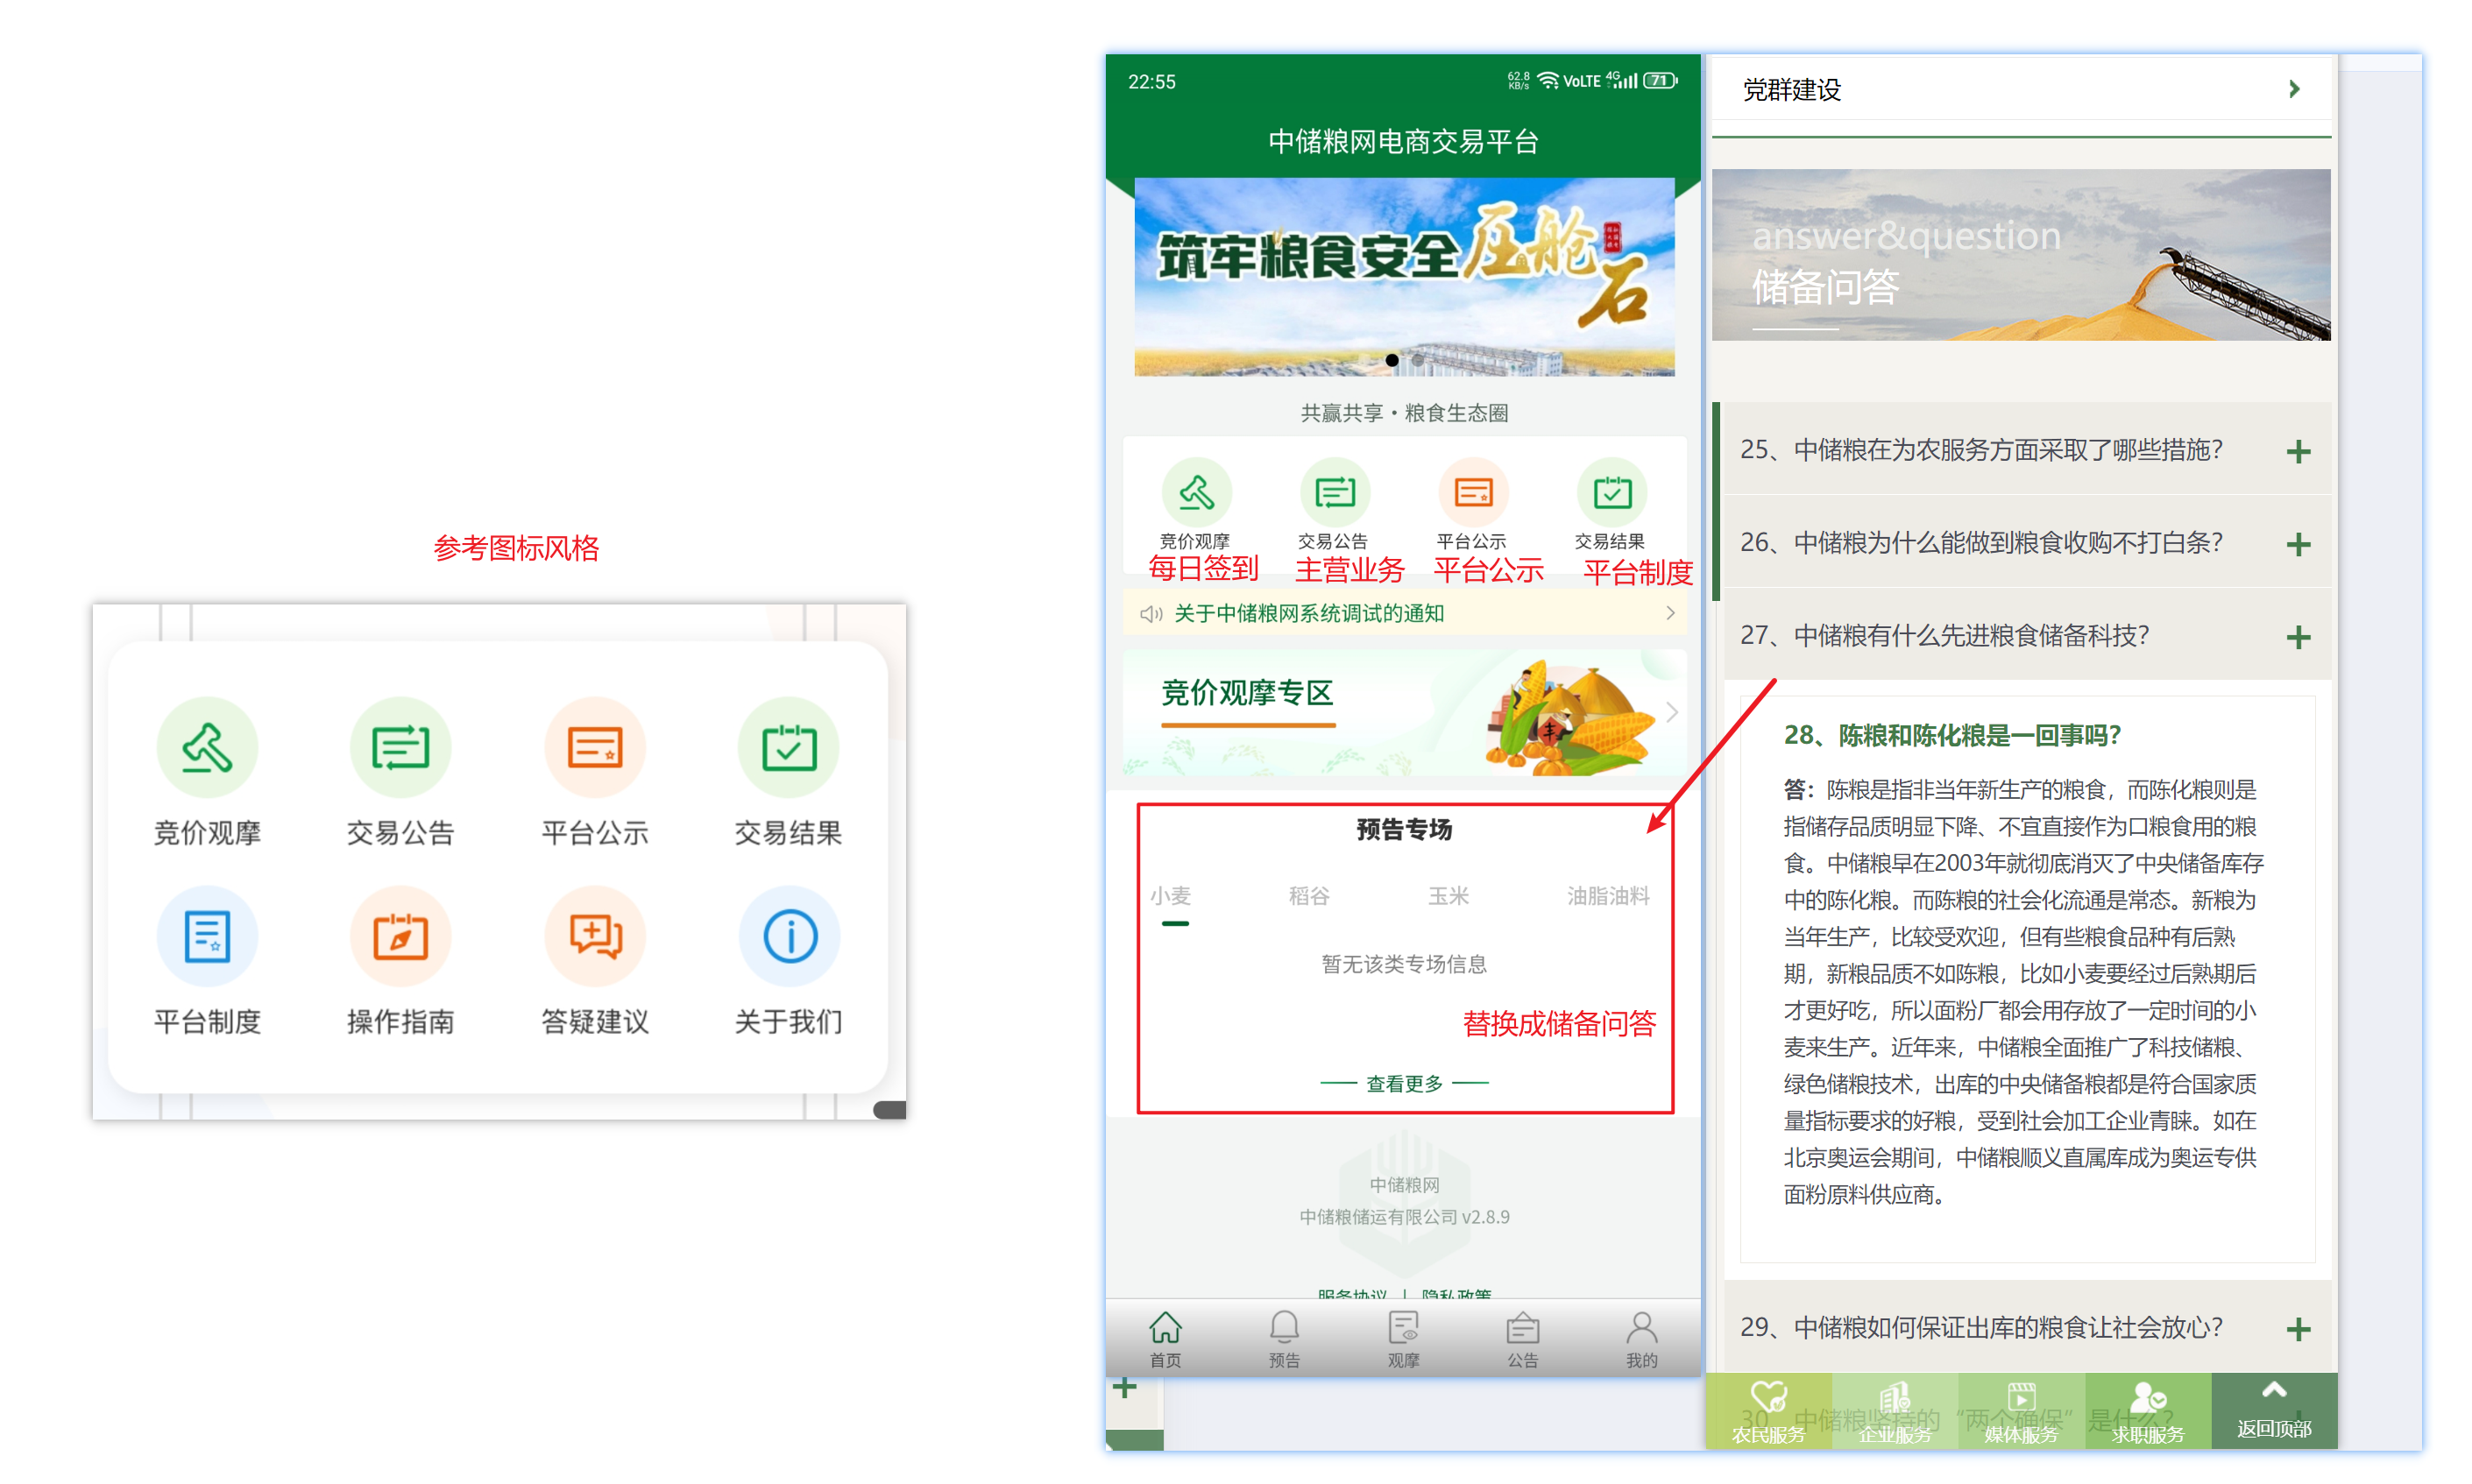 参考图标风格
竞价观摩
交易公告
平台公示
交易结果
平台制度
操作指南
答疑建议
关于我们
22:55
62.8 KB/s VoLTE 4G 71
中储粮网电商交易平台
筑牢粮食安全压舱石
共赢共享·粮食生态圈
竞价观摩
交易公告
平台公示
交易结果
每日签到
主营业务
平台公示
平台制度
关于中储粮网系统调试的通知
竞价观摩专区
丰
预告专场
小麦
稻谷
玉米
油脂油料
暂无该类专场信息
替换成储备问答
查看更多
中储粮网
中储粮储运有限公司 v2.8.9
服务协议 | 隐私政策
首页
预告
观摩
公告
我的
党群建设
answer&question
储备问答
25、中储粮在为农服务方面采取了哪些措施?
26、中储粮为什么能做到粮食收购不打白条?
27、中储粮有什么先进粮食储备科技?
28、陈粮和陈化粮是一回事吗?
答：陈粮是指非当年新生产的粮食，而陈化粮则是
指储存品质明显下降、不宜直接作为口粮食用的粮
食。中储粮早在2003年就彻底消灭了中央储备库存
中的陈化粮。而陈粮的社会化流通是常态。新粮为
当年生产，比较受欢迎，但有些粮食品种有后熟
期，新粮品质不如陈粮，比如小麦要经过后熟期后
才更好吃，所以面粉厂都会用存放了一定时间的小
麦来生产。近年来，中储粮全面推广了科技储粮、
绿色储粮技术，出库的中央储备粮都是符合国家质
量指标要求的好粮，受到社会加工企业青睐。如在
北京奥运会期间，中储粮顺义直属库成为奥运专供
面粉原料供应商。
29、中储粮如何保证出库的粮食让社会放心?
30、中储粮坚持的“两个确保”是什么?
农民服务
企业服务
媒体服务
求职服务
返回顶部